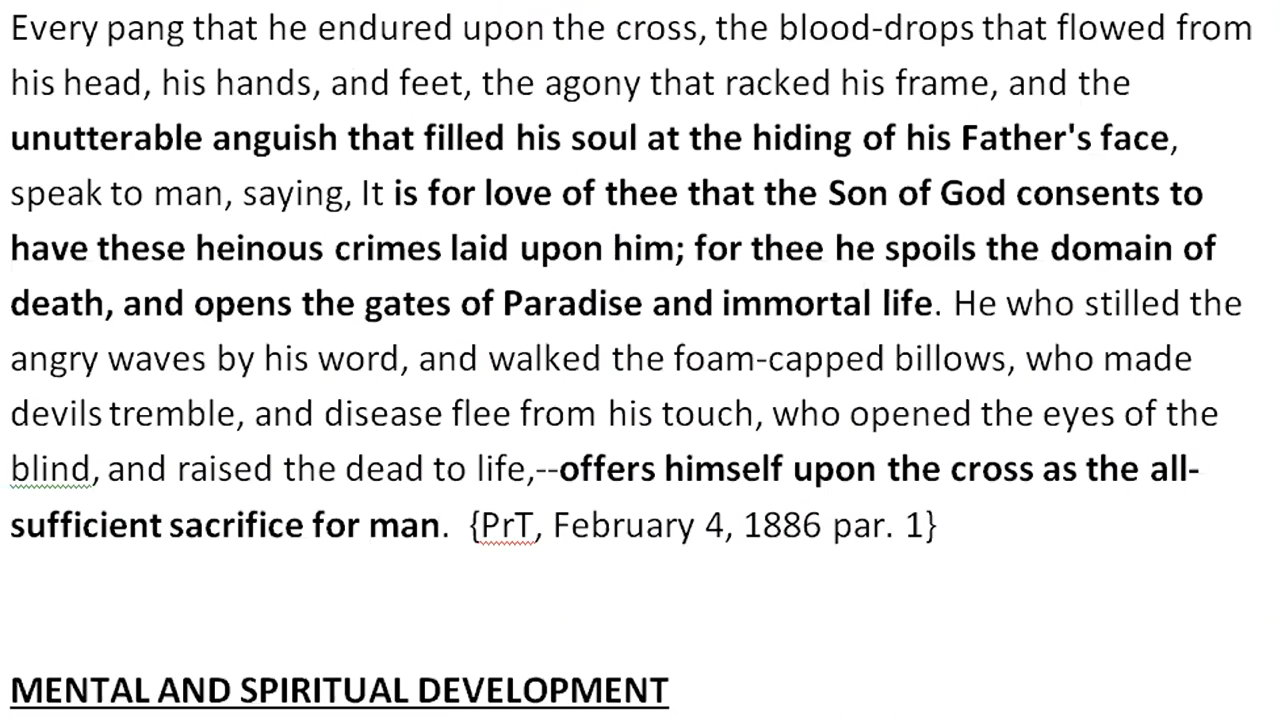 Every pang that he endured upon the cross, the blood-drops that flowed from
his head, his hands, and feet, the agony that racked his frame, and the
unutterable anguish that filled his soul at the hiding of his Father's face,
speak to man, saying, It is for love of thee that the Son of God consents to
have these heinous crimes laid upon him; for thee he spoils the domain of
death, and opens the gates of Paradise and immortal life. He who stilled the
angry waves by his word, and walked the foam-capped billows, who made
devils tremble, and disease flee from his touch, who opened the eyes of the
blind, and raised the dead to life,--offers himself upon the cross as the all-
sufficient sacrifice for man.  {PrT, February 4, 1886 par. 1}
MENTAL AND SPIRITUAL DEVELOPMENT